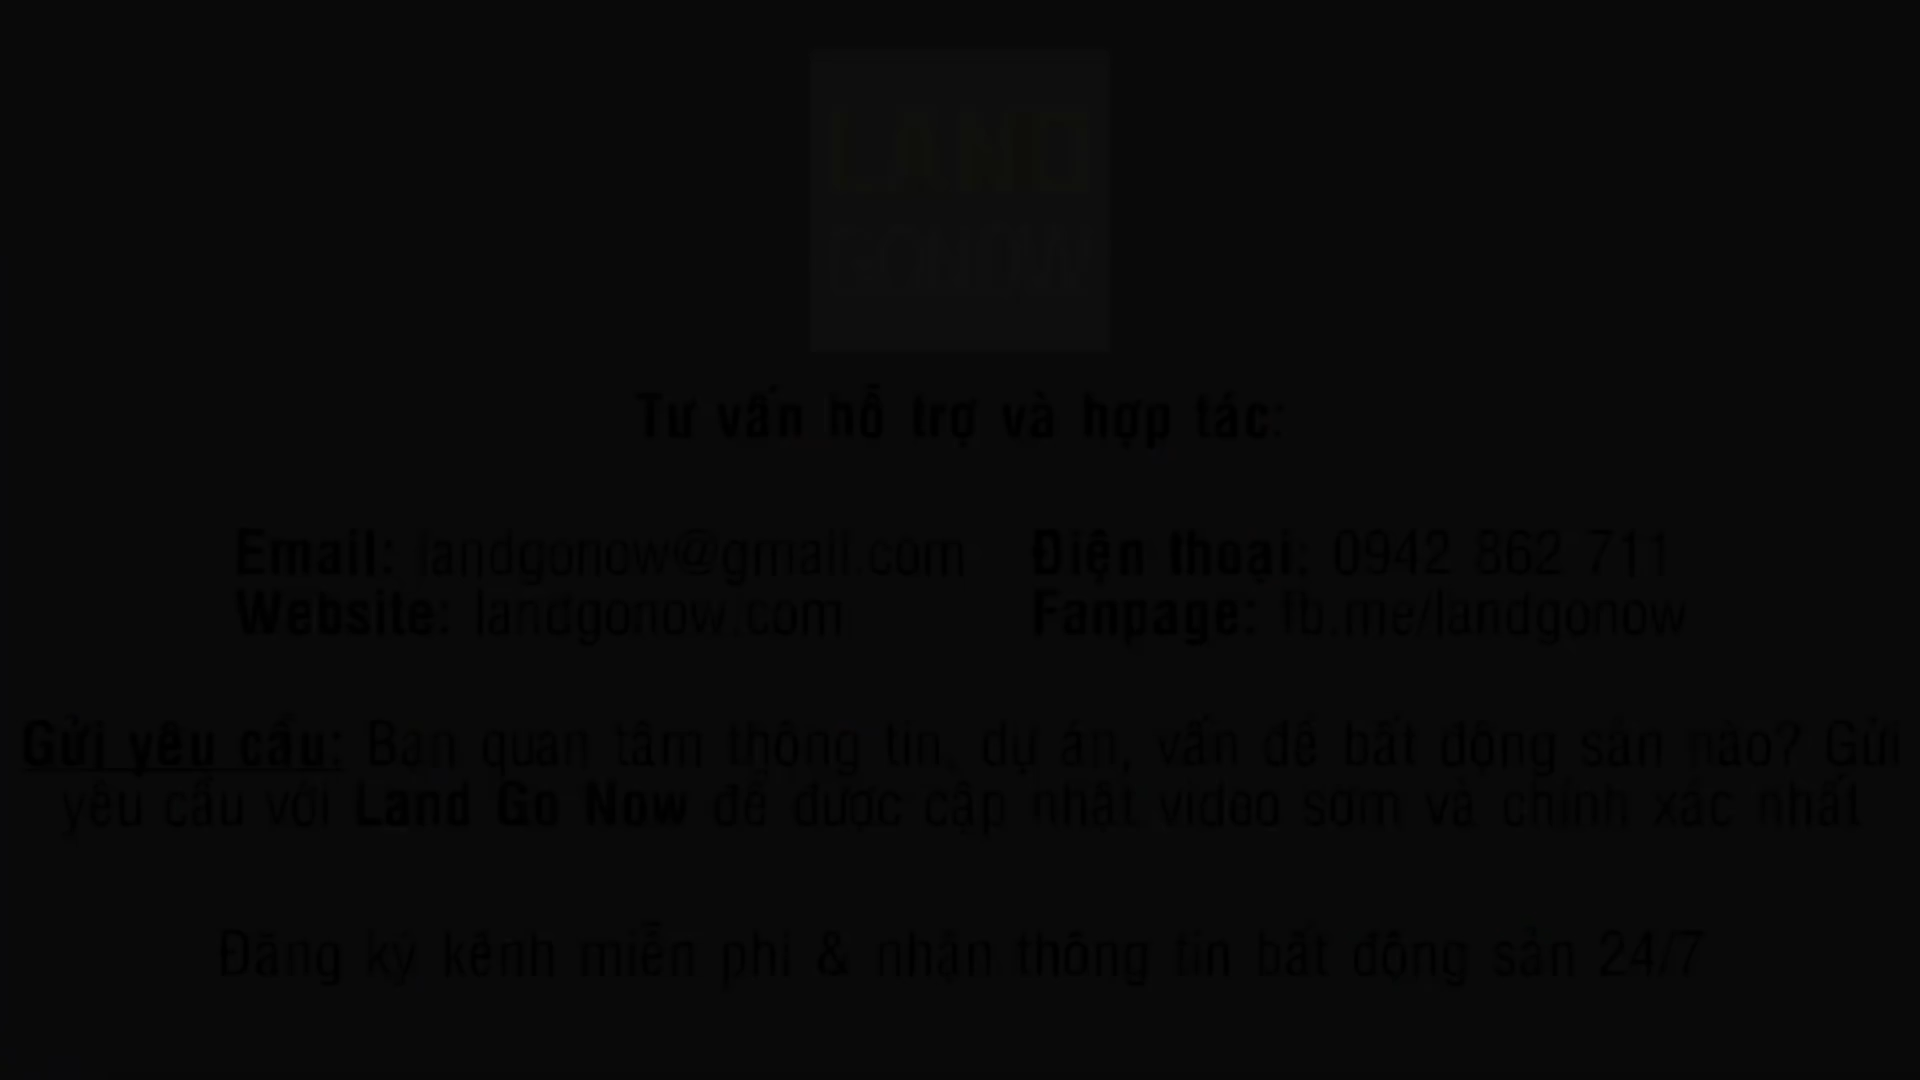 LAND
GONOW
Tư vấn hỗ trợ và hợp tác:
Email: landgonow@gmail.com Điện thoại: 0942 862 711
Website: landgonow.com Fanpage: fb.me/landgonow
Gửi yêu cầu: Bạn quan tâm thông tin, dự án, vấn đề bất động sản nào? Gửi
yêu cầu với Land Go Now để được cập nhật video sớm và chính xác nhất
Đăng ký kênh miễn phí & nhận thông tin bất động sản 24/7